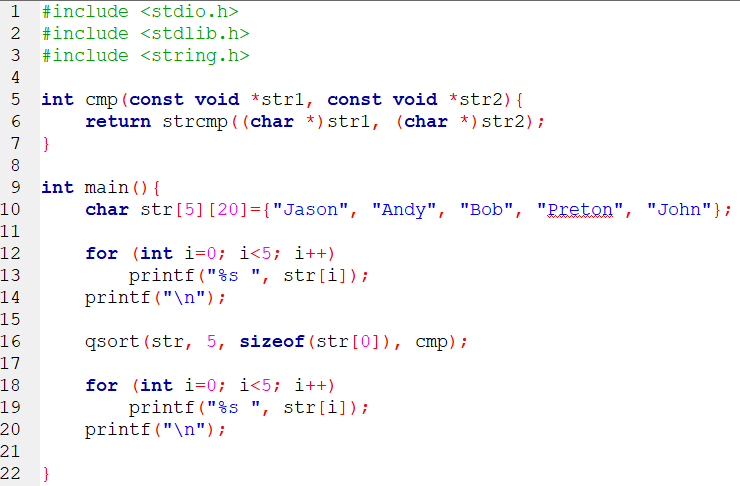 1 #include <stdio.h>
2 #include <stdlib.h>
3 #include <string.h>
4
5 int cmp(const void *str1, const void *str2){
6     return strcmp((char *)str1, (char *)str2);
7 }
8
9 int main(){
10     char str[5][20]={"Jason", "Andy", "Bob", "Preton", "John"};
11
12     for (int i=0; i<5; i++)
13         printf("%s ", str[i]);
14     printf("\n");
15
16     qsort(str, 5, sizeof(str[0]), cmp);
17
18     for (int i=0; i<5; i++)
19         printf("%s ", str[i]);
20     printf("\n");
21
22 }